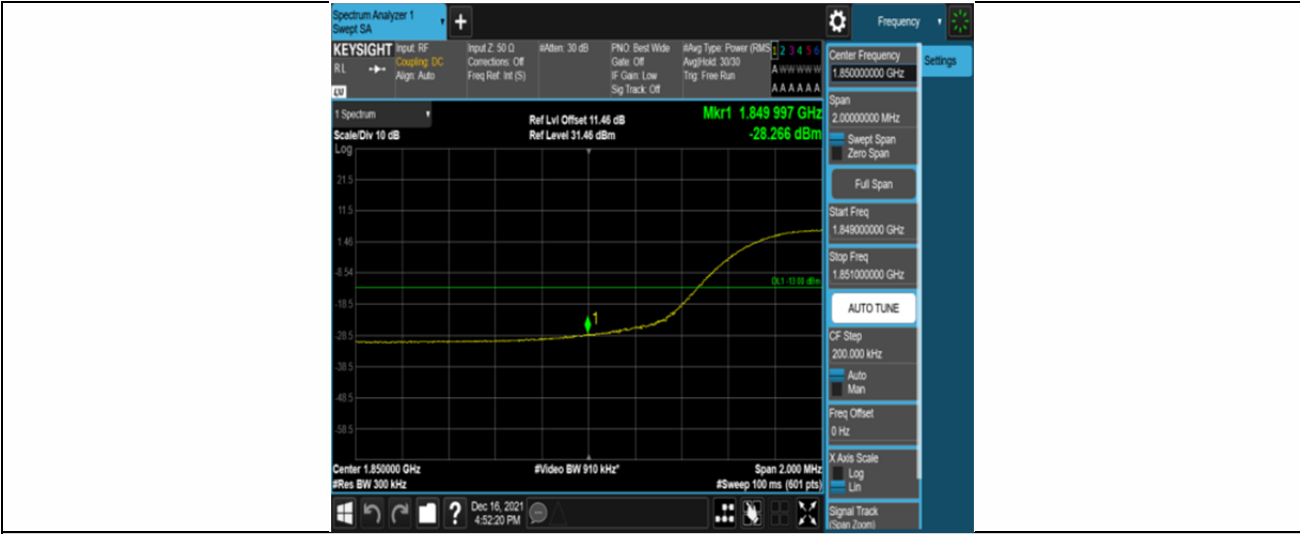 Spectrum Analyzer 1
Swept SA
+
Frequency
KEYSIGHT
RL
LXI
Input: RF
Coupling: DC
Align: Auto
Input Z: 50 Ω
Corrections: Off
Freq Ref: Int (S)
#Atten: 30 dB
PNO: Best Wide
Gate: Off
IF Gain: Low
Sig Track: Off
#Avg Type: Power (RMS
Avg|Hold: 30/30
Trig: Free Run
1 2 3 4 5 6
A W W W W W
A A A A A A
Center Frequency
1.850000000 GHz
Settings
Span
2.00000000 MHz
Swept Span
Zero Span
Full Span
Start Freq
1.849000000 GHz
Stop Freq
1.851000000 GHz
AUTO TUNE
CF Step
200.000 kHz
Auto
Man
Freq Offset
0 Hz
X Axis Scale
Log
Lin
Signal Track
(Span Zoom)
1 Spectrum
Scale/Div 10 dB
Ref Lvl Offset 11.46 dB
Ref Level 31.46 dBm
Mkr1 1.849 997 GHz
-28.266 dBm
Log
21.5
11.5
1.46
-8.54
DL1 -13.00 dBm
-18.5
1
-28.5
-38.5
-48.5
-58.5
Center 1.850000 GHz
#Video BW 910 kHz*
Span 2.000 MHz
#Res BW 300 kHz
#Sweep 100 ms (601 pts)
?
Dec 16, 2021
4:52:20 PM